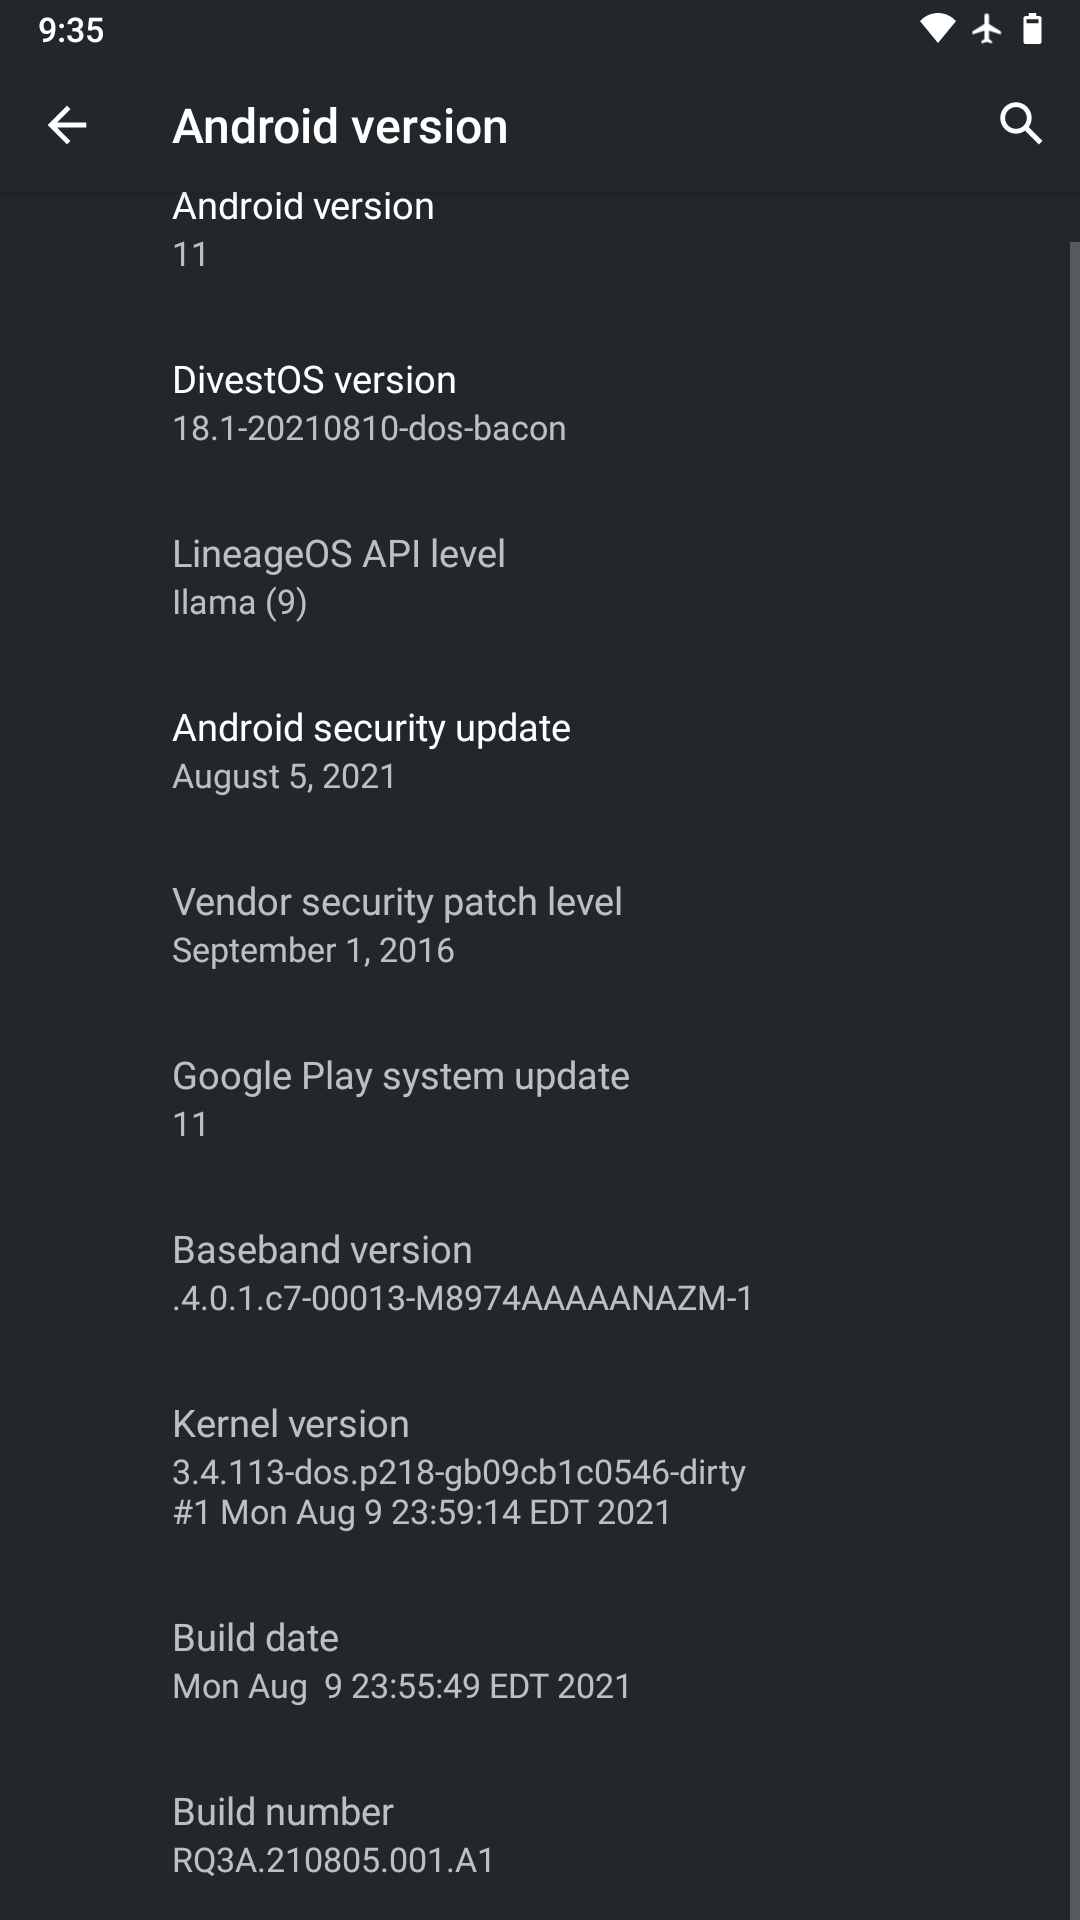 9:35
Android version
Android version
11
DivestOS version
18.1-20210810-dos-bacon
LineageOS API level
Ilama (9)
Android security update
August 5, 2021
Vendor security patch level
September 1, 2016
Google Play system update
11
Baseband version
.4.0.1.c7-00013-M8974AAAAANAZM-1
Kernel version
3.4.113-dos.p218-gb09cb1c0546-dirty
#1 Mon Aug 9 23:59:14 EDT 2021
Build date
Mon Aug  9 23:55:49 EDT 2021
Build number
RQ3A.210805.001.A1